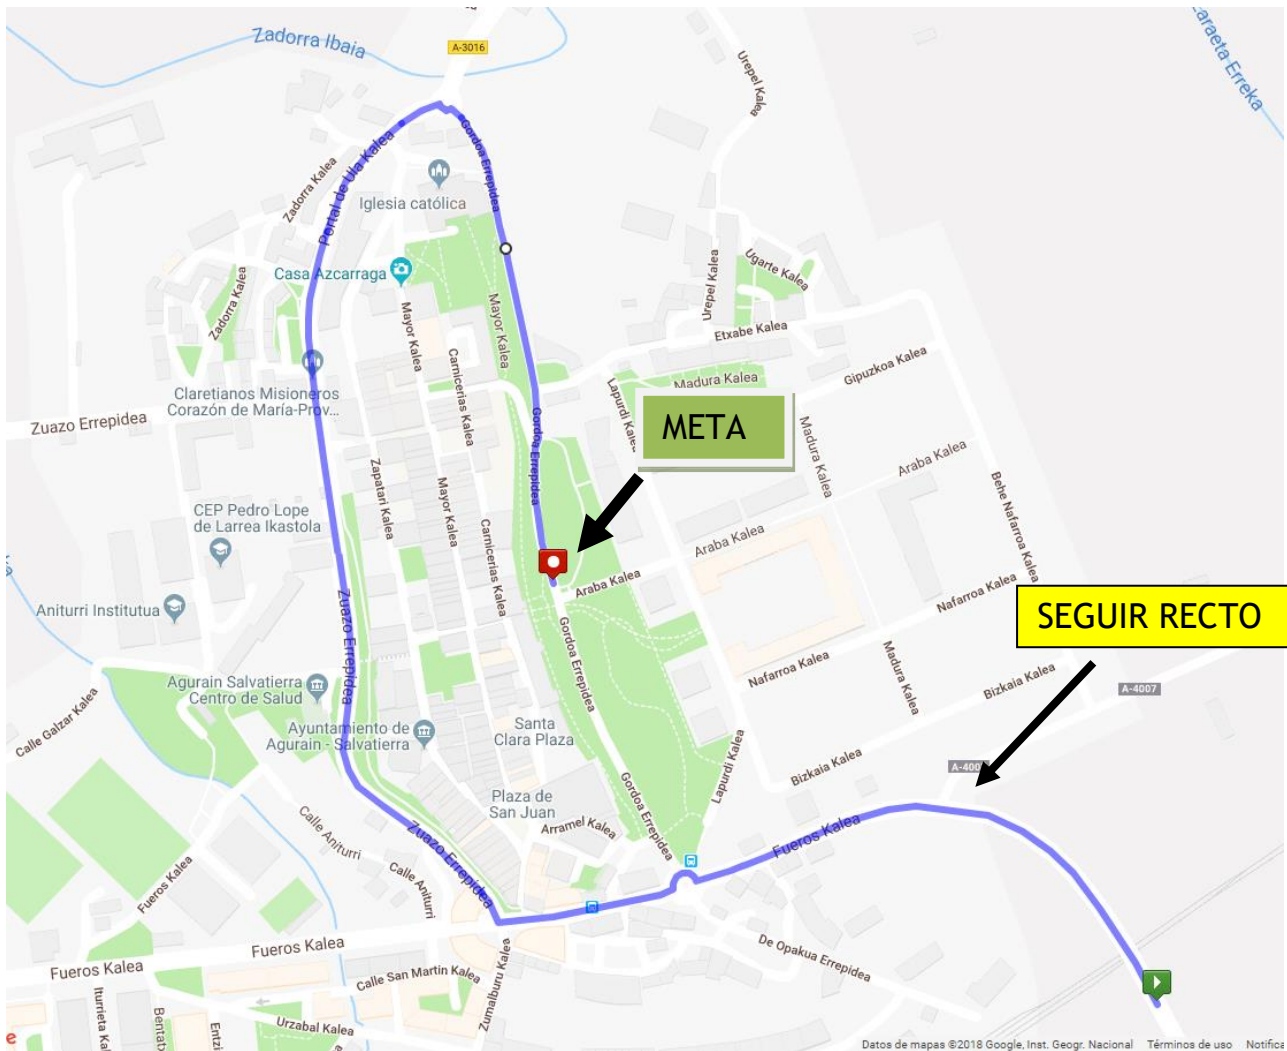 Zadorra Ibaia
A-3016
Zaraeta Erreka
Urepel Kalea
Gordoa Errepidea
Portal de Ula Kalea
Zadorra Kalea
Iglesia católica
Casa Azcarraga
Ugarte Kalea
Urepel Kalea
Zadorra Kalea
Mayor Kalea
Mayor Kalea
Etxabe Kalea
Carnicerias Kalea
Gipuzkoa Kalea
Madura Kalea
Lapurdi Kalea
Claretianos Misioneros
Corazón de María-Prov...
Zuazo Errepidea
META
Gordoa Errepidea
Madura Kalea
Araba Kalea
Zapatari Kalea
Mayor Kalea
Behe Nafarroa Kalea
CEP Pedro Lope
de Larrea Ikastola
Carnicerias Kalea
Araba Kalea
Araba Kalea
Nafarroa Kalea
Aniturri Institutua
Zuazo Errepidea
SEGUIR RECTO
Gordoa Errepidea
Nafarroa Kalea
Madura Kalea
Bizkaia Kalea
A-4007
Agurain Salvatierra
Centro de Salud
Calle Galzar Kalea
Ayuntamiento de
Agurain - Salvatierra
Santa
Clara Plaza
Lapurdi Kalea
Bizkaia Kalea
Plaza de
San Juan
Gordoa Errepidea
Arramel Kalea
Calle Aniturri
Zuazo Errepidea
Fueros Kalea
Calle Aniturri
Fueros Kalea
Fueros Kalea
De Opakua Errepidea
Fueros Kalea
Calle San Martin Kalea
Zumalburu Kalea
Iturrieta Ka
Bentatx
Entzi
Urzabal Kalea
e
Datos de mapas ©2018 Google, Inst. Geogr. Nacional Términos de uso Notifica